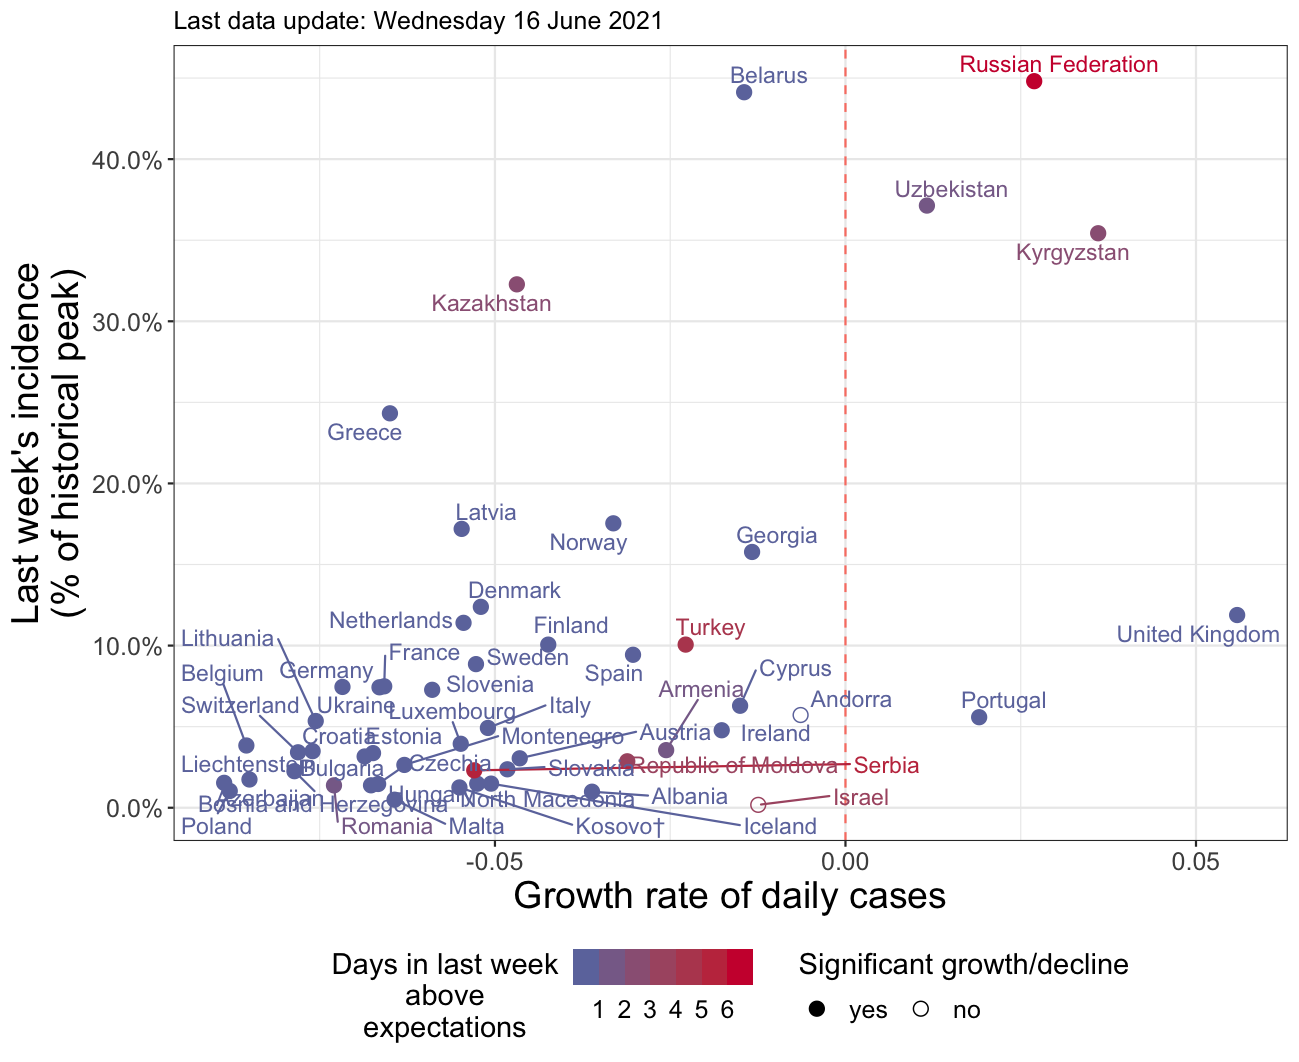 Last data update: Wednesday 16 June 2021
Russian Federation
Belarus
40.0%
Uzbekistan
Kyrgyzstan
Kazakhstan
30.0%
Last week's incidence
(% of historical peak)
Greece
20.0%
Latvia
Norway
Georgia
Denmark
Netherlands
Finland
Turkey
United Kingdom
Lithuania
10.0%
France
Sweden
Belgium
Germany
Slovenia
Spain
Cyprus
Armenia
Switzerland
Ukraine
Luxembourg
Italy
Andorra
Portugal
Croatia
Estonia
Montenegro
Austria
Ireland
Liechtenstein
Bulgaria
Czechia
Slovakia
Republic of Moldova
Serbia
Azerbaijan
Hungary
North Macedonia
Albania
Israel
0.0%
Bosnia and Herzegovina
Poland
Romania
Malta
Kosovo†
Iceland
-0.05
0.00
0.05
Growth rate of daily cases
Days in last week
above
expectations
1 2 3 4 5 6
Significant growth/decline
yes
no